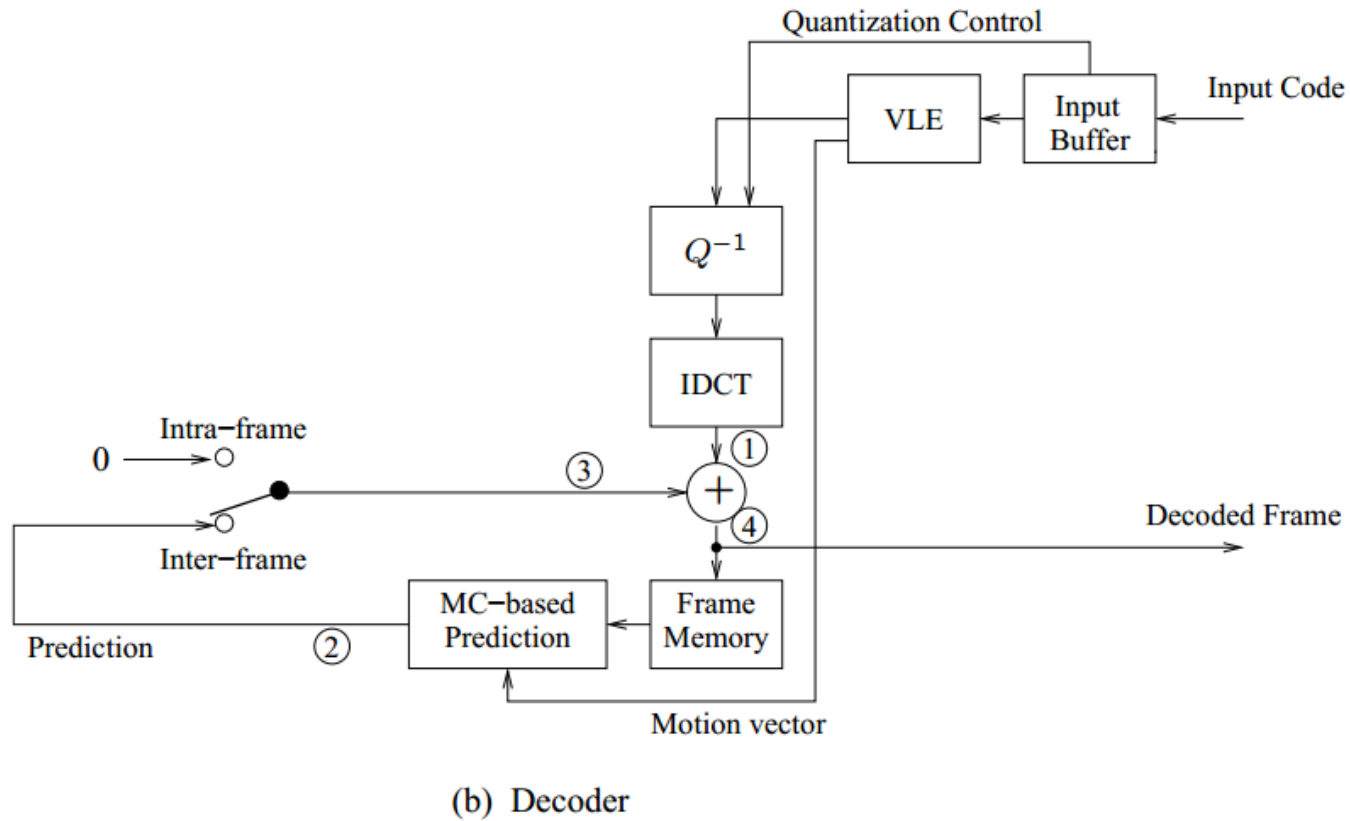 Quantization Control
Input Code
VLE
Input
Buffer
Q−1
IDCT
1
Intra−frame
0
3
+
4
Decoded Frame
Inter−frame
MC−based
Prediction
Frame
Memory
Prediction
2
Motion vector
(b) Decoder